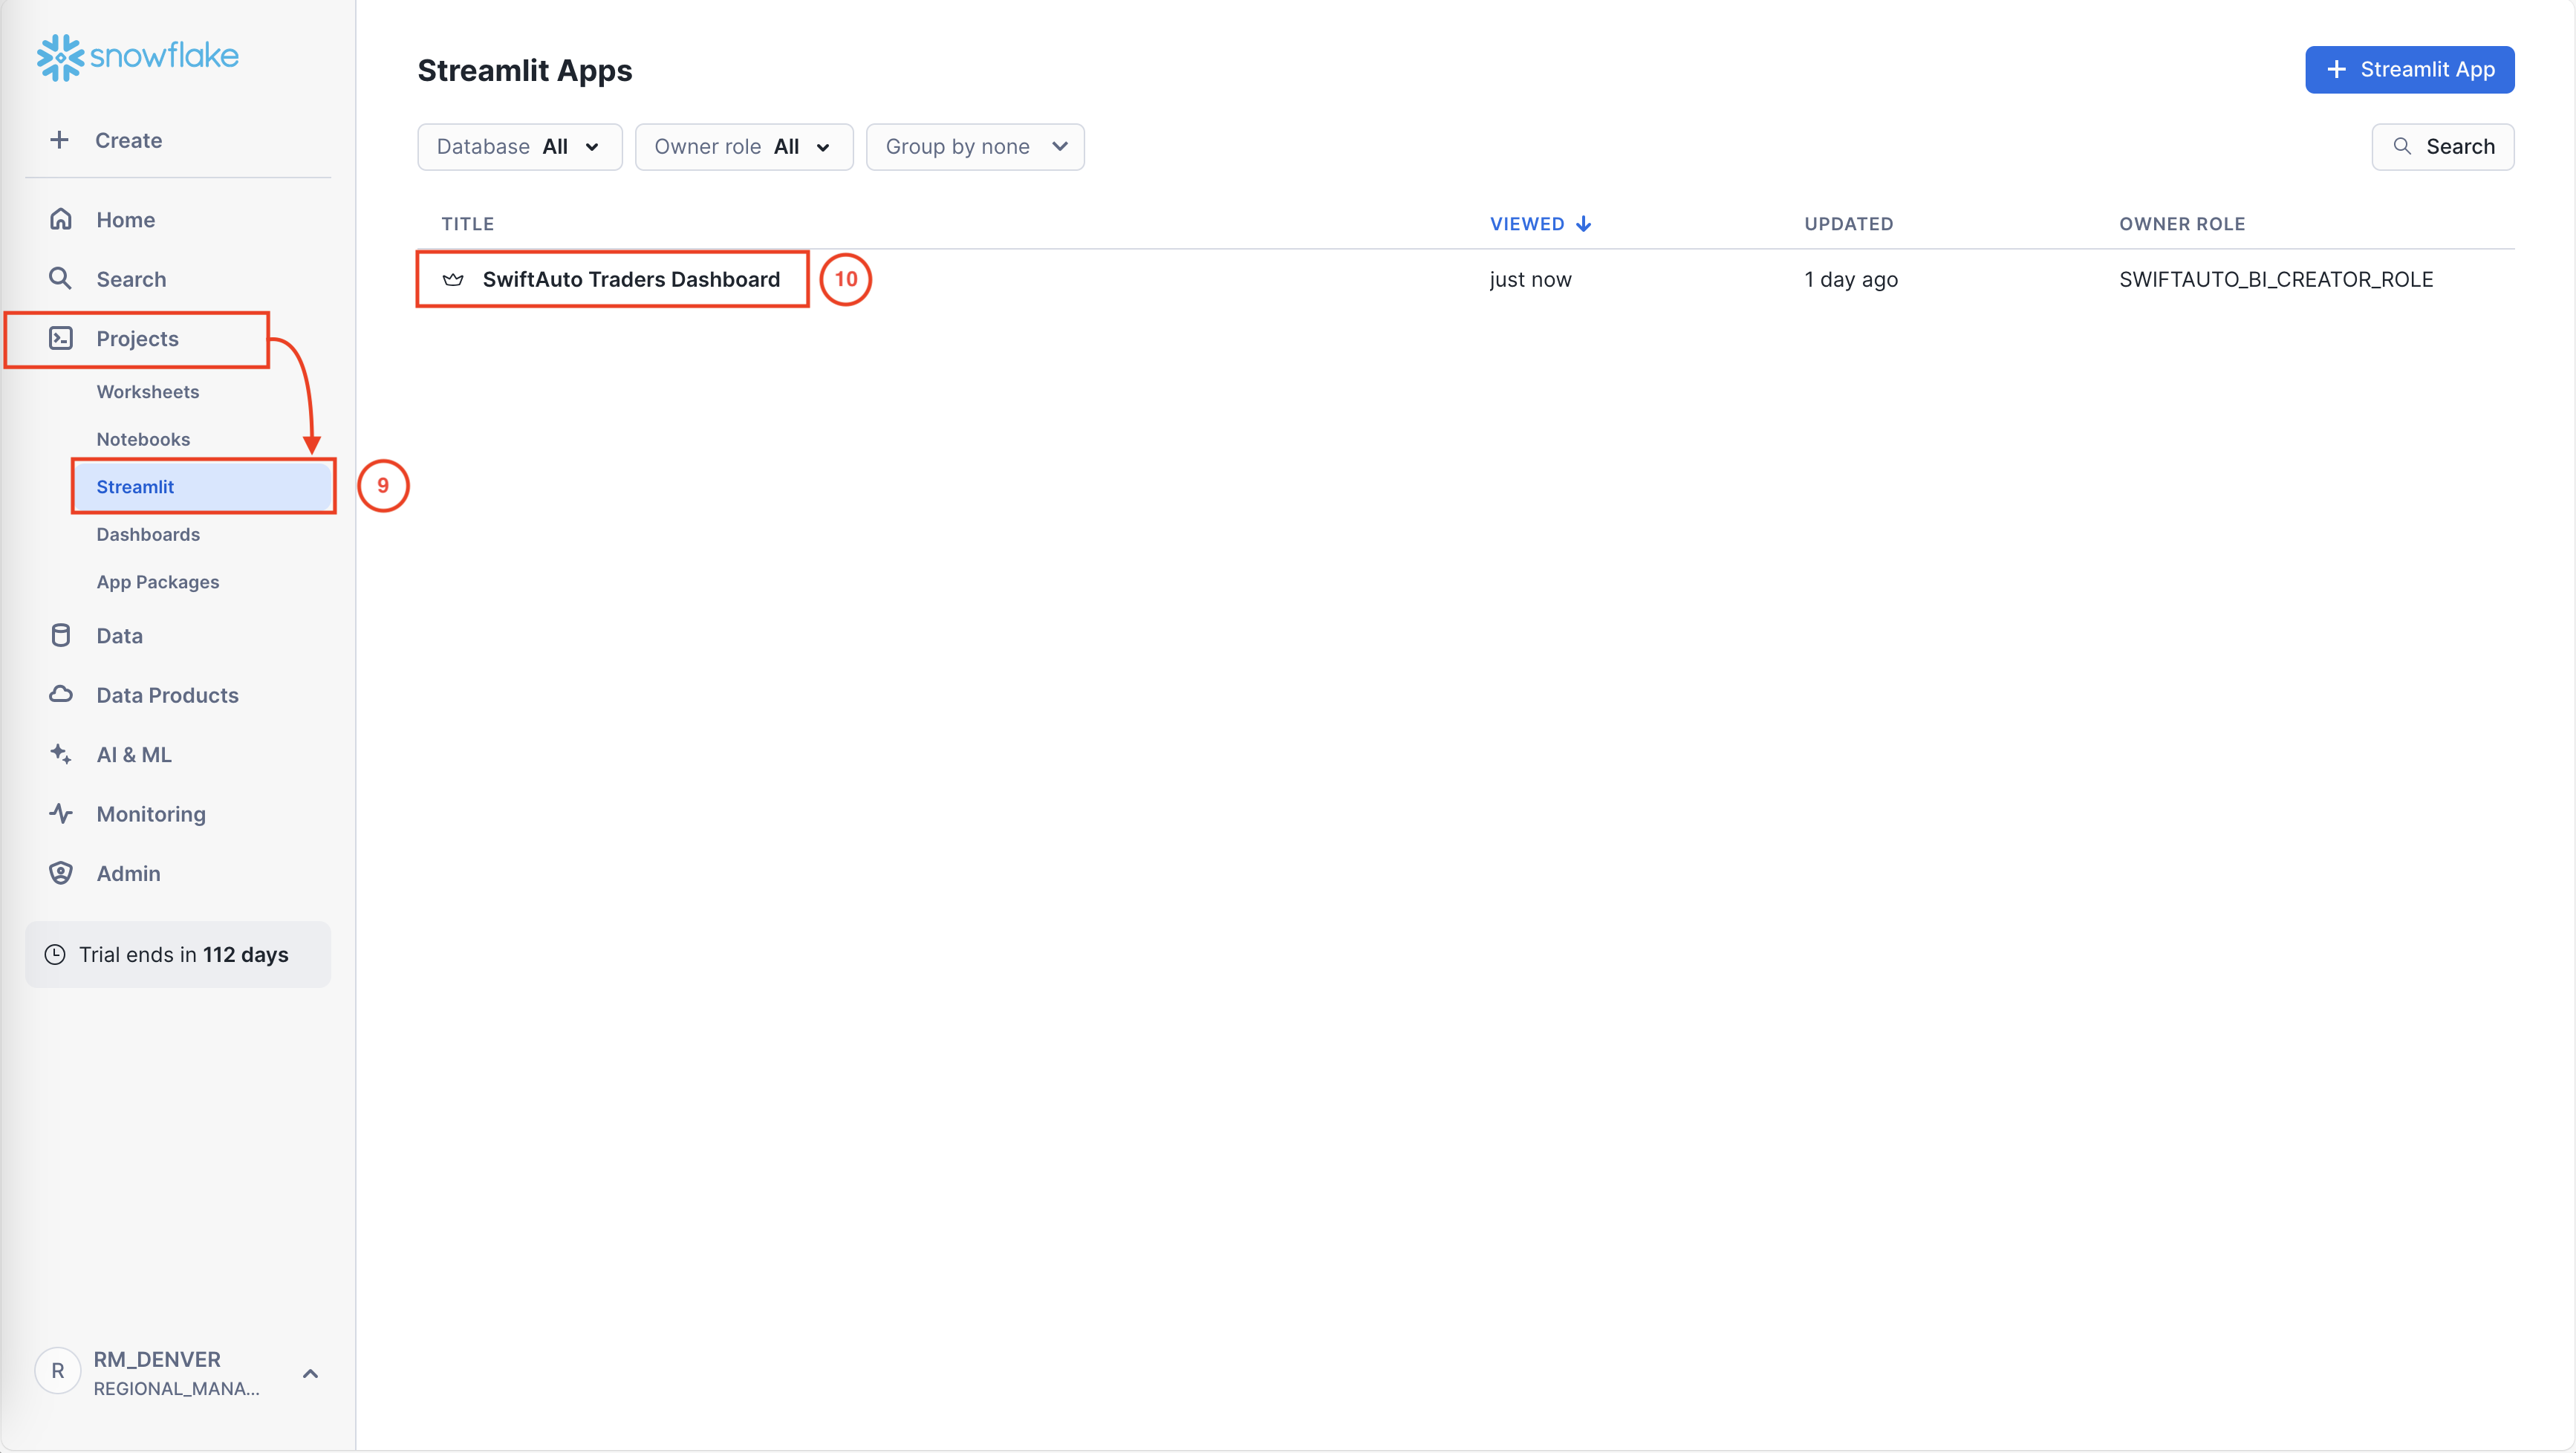 snowflake
Create
Home
Search
Projects
Worksheets
Notebooks
Streamlit
9
Dashboards
App Packages
Data
Data Products
AI & ML
Monitoring
Admin
Trial ends in 112 days
R
RM_DENVER
REGIONAL_MANA...
Streamlit Apps
+ Streamlit App
Database All
Owner role All
Group by none
Search
TITLE VIEWED UPDATED OWNER ROLE
SwiftAuto Traders Dashboard 10 just now 1 day ago SWIFTAUTO_BI_CREATOR_ROLE